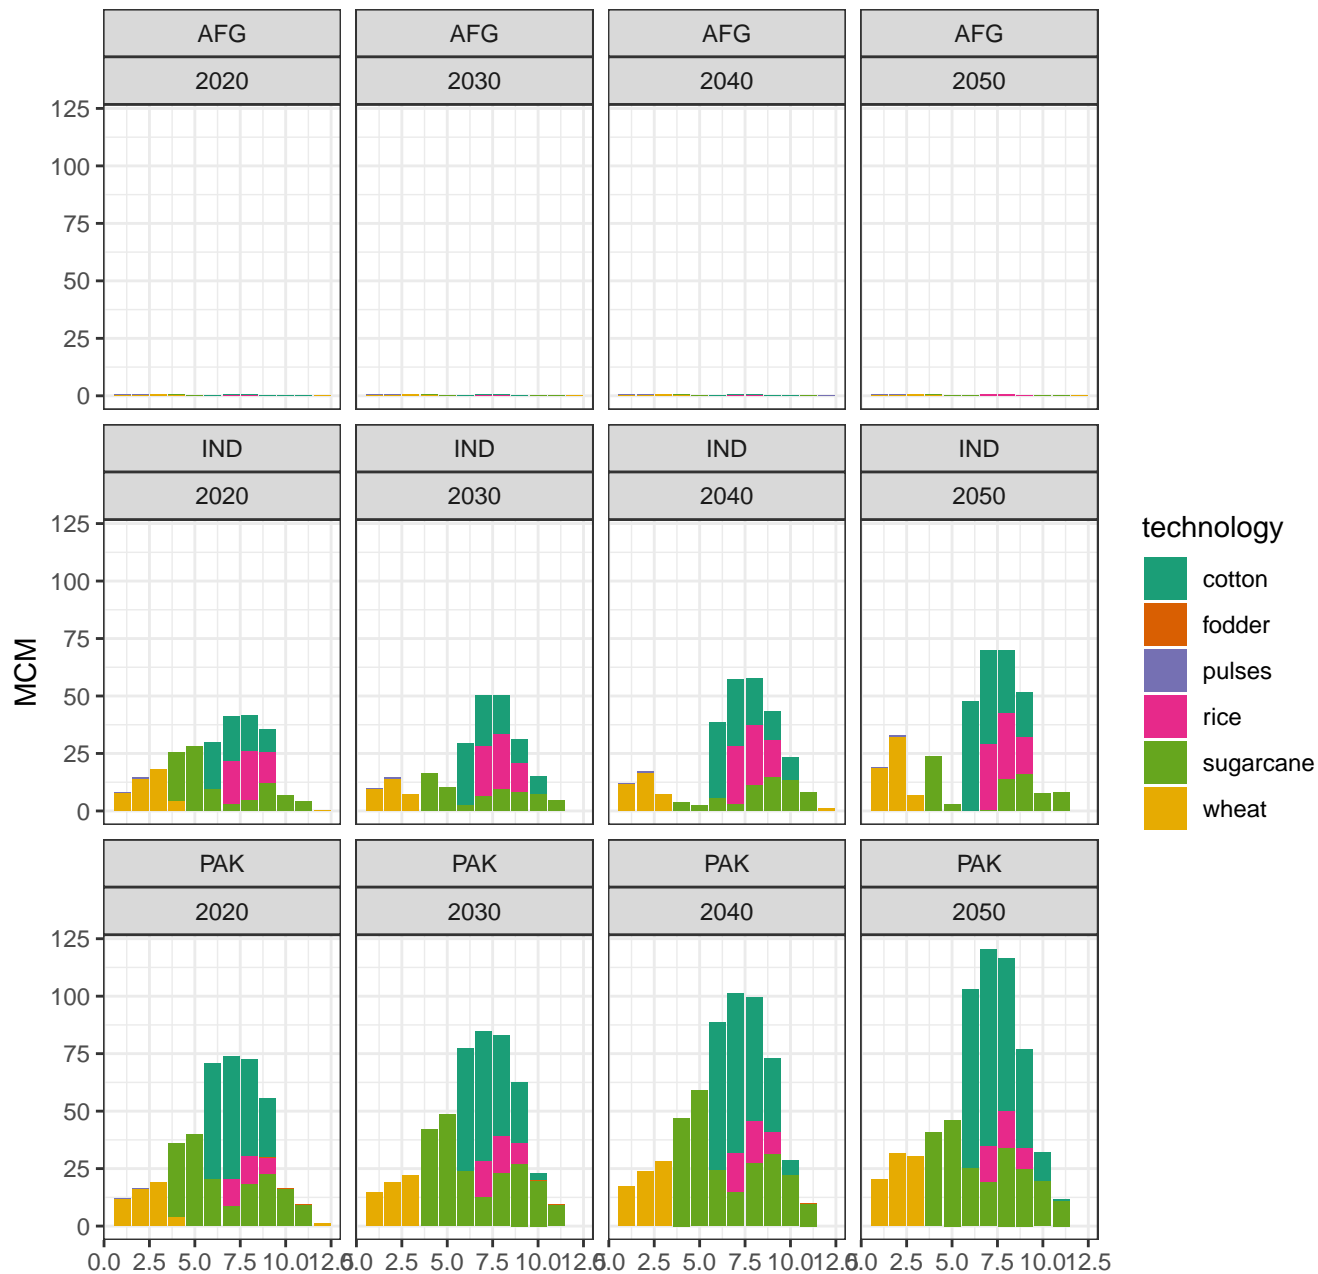 AFG AFG AFG AFG
2020 2030 2040 2050
125
100
75
50
25
0
IND IND IND IND
2020 2030 2040 2050
125
100
75
50
25
0
MCM
PAK PAK PAK PAK
2020 2030 2040 2050
125
100
75
50
25
0
0.0 2.5 5.0 7.5 10.0 12.5 0.0 2.5 5.0 7.5 10.0 12.5 0.0 2.5 5.0 7.5 10.0 12.5 0.0 2.5 5.0 7.5 10.0 12.5
technology
cotton
fodder
pulses
rice
sugarcane
wheat